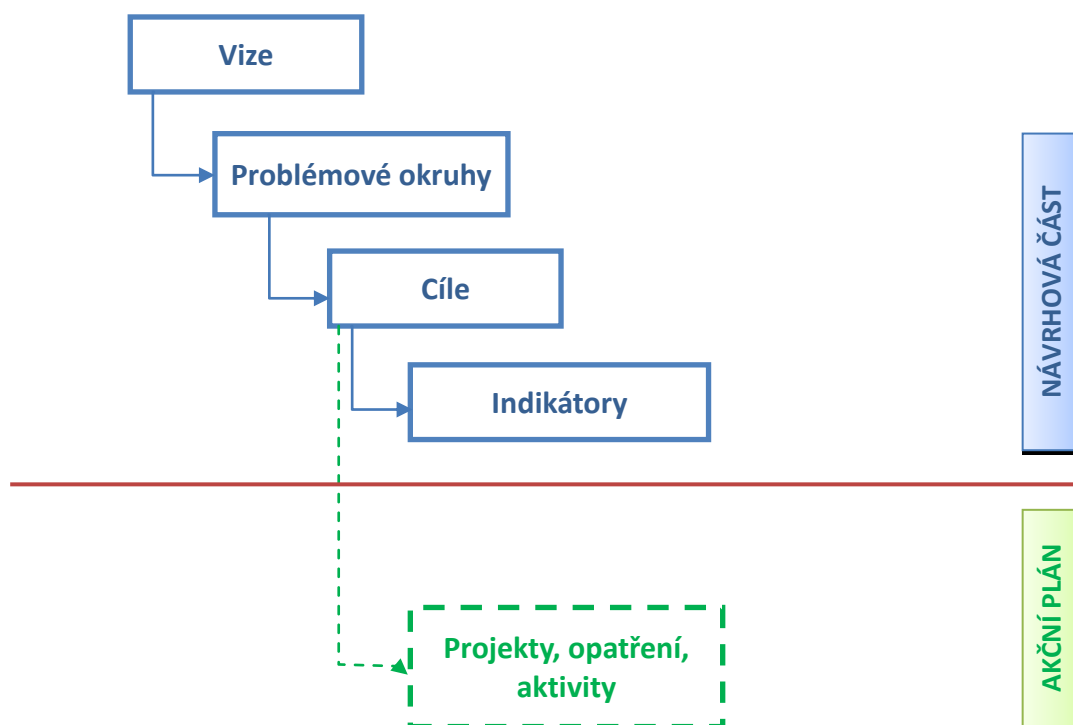 Vize
Problémové okruhy
Cíle
Indikátory
NÁVRHOVÁ ČÁST
Projekty, opatření,
aktivity
AKČNÍ PLÁN